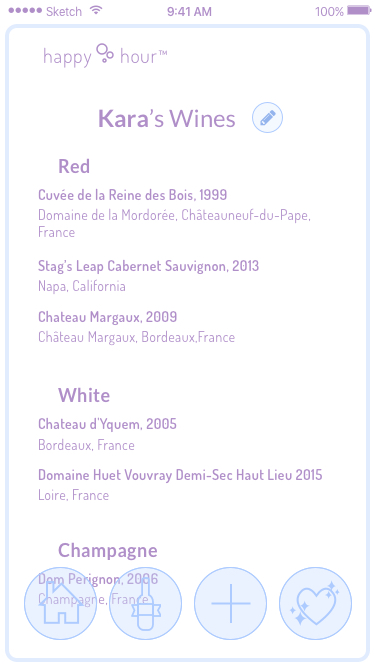 Sketch 9:41 AM 100%
happy hour™
Kara's Wines
Red
Cuvée de la Reine des Bois, 1999
Domaine de la Mordorée, Châteauneuf-du-Pape,
France
Stag's Leap Cabernet Sauvignon, 2013
Napa, California
Chateau Margaux, 2009
Château Margaux, Bordeaux,France
White
Chateau d'Yquem, 2005
Bordeaux, France
Domaine Huet Vouvray Demi-Sec Haut Lieu 2015
Loire, France
Champagne
Dom Perignon, 2006
Champagne, France